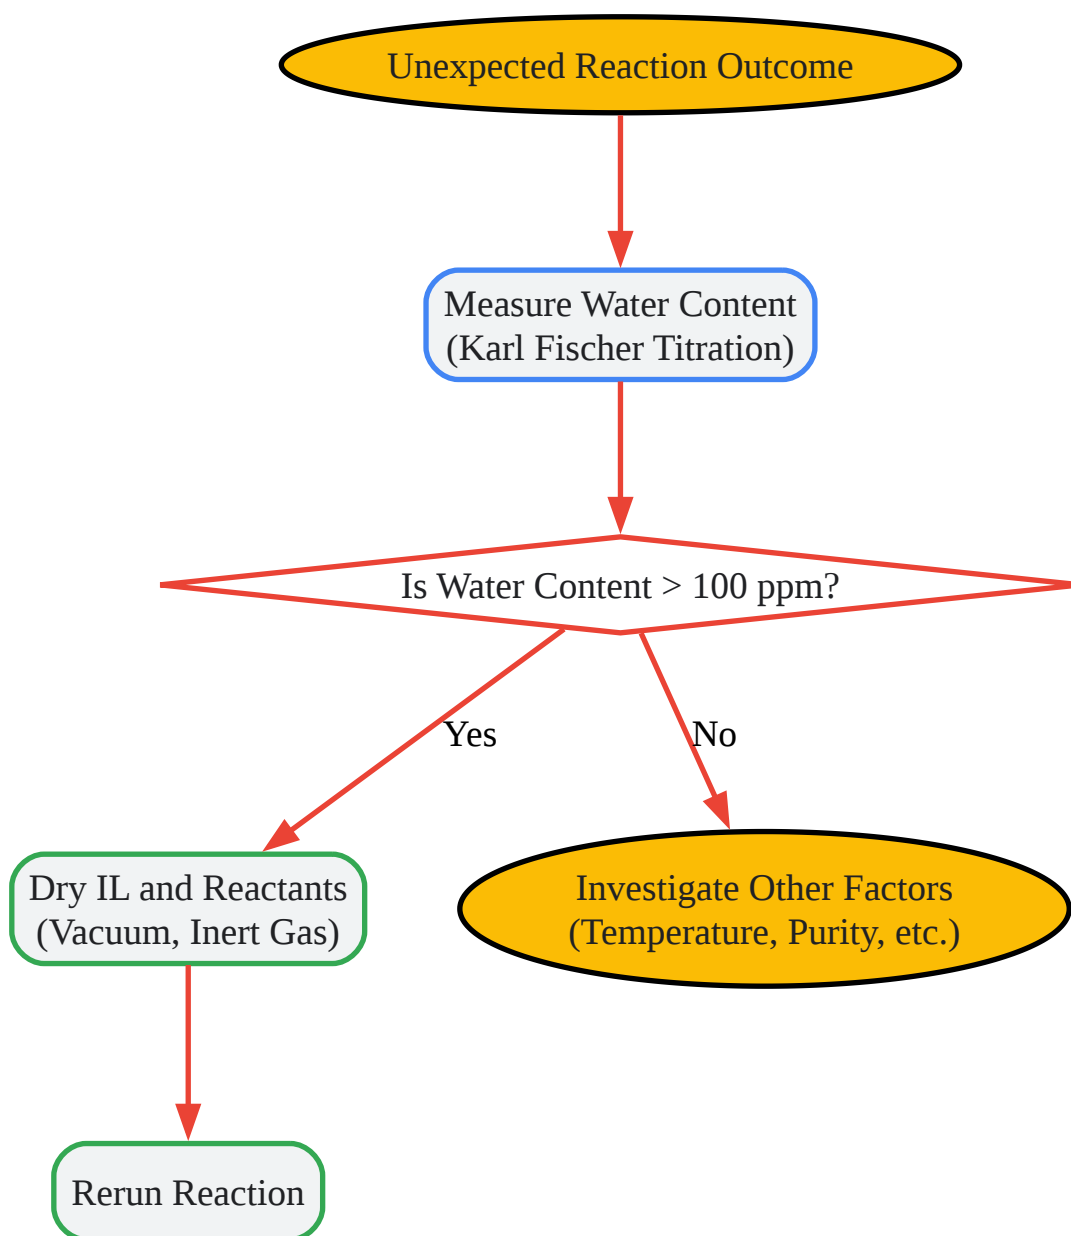 Unexpected Reaction Outcome
Measure Water Content
(Karl Fischer Titration)
Is Water Content > 100 ppm?
Yes
No
Dry IL and Reactants
(Vacuum, Inert Gas)
Investigate Other Factors
(Temperature, Purity, etc.)
Rerun Reaction